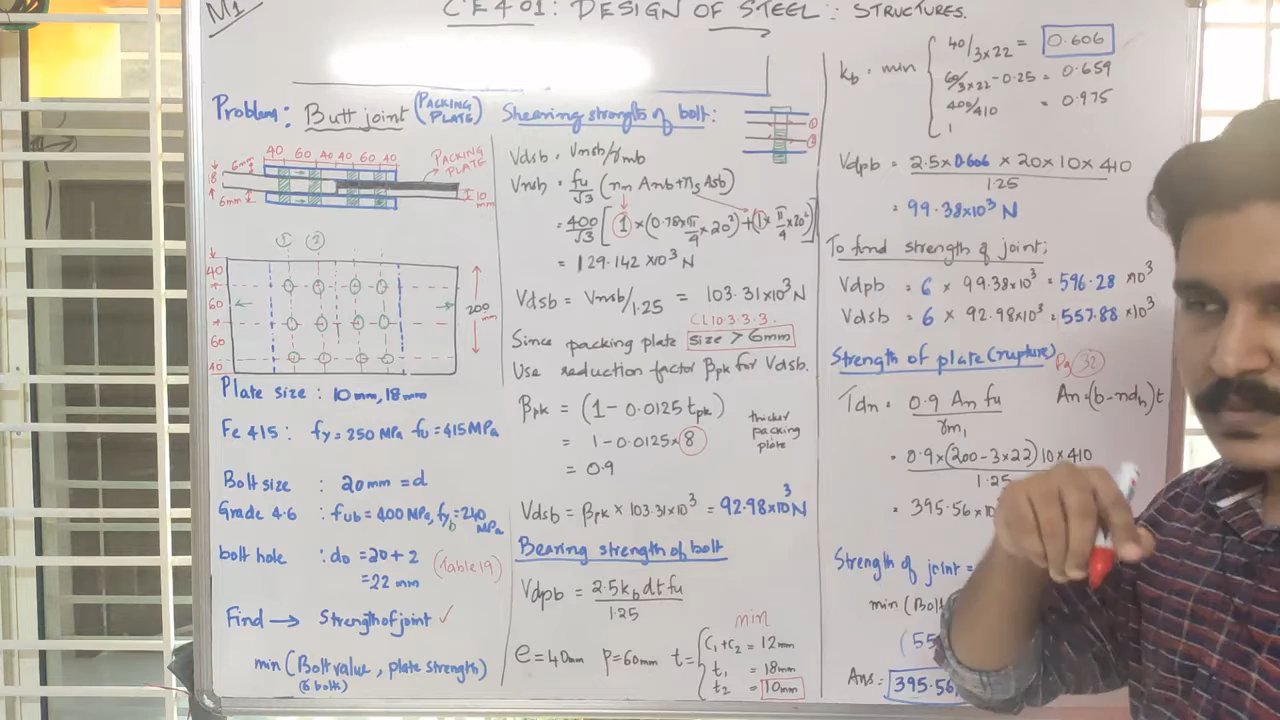 M1
CE401: DESIGN OF STEEL STRUCTURES.
Problem: Butt joint (PACKING PLATE)
40 60 40 40 60 40
PACKING PLATE
6mm
18
6mm
10 mm
1 2
40
60
60
40
200 mm
Plate size : 10mm, 18mm
Fe 415 : fy = 250 MPa fu = 415 MPa
Bolt size : 20mm = d
Grade 4.6 : fub = 400 MPa, fyb = 240 MPa
bolt hole : do = 20 + 2 (Table 19)
= 22 mm
Find → Strength of joint ✓
min (Bolt value, plate strength)
(6 bolts)
Shearing strength of bolt:
1
2
Vdsb = Vnsb/γmb
Vnsb = fu/√3 (nn Anb + ns Asb)
= 400/√3 [1 × (0.78 × π/4 × 20²) + (1 × π/4 × 20²)]
= 129.142 × 10³ N
Vdsb = Vnsb/1.25 = 103.31 × 10³ N
CL 10.3.3.3.
Since packing plate size > 6mm
Use reduction factor βpk for Vdsb.
βpk = (1 - 0.0125 tpk)
= 1 - 0.0125 × 8
= 0.9
thicker packing plate
Vdsb = βpk × 103.31 × 10³ = 92.98 × 10³ N
Bearing strength of bolt
Vdpb = 2.5 kb dt fu / 1.25
min
e = 40mm p = 60mm t = { C1 + C2 = 12mm
t1 = 18mm
t2 = 10mm
kb = min { 40/3×22 = 0.606
60/3×22 - 0.25 = 0.659
400/410 = 0.975
1
Vdpb = 2.5 × 0.606 × 20 × 10 × 410 / 1.25
= 99.38 × 10³ N
To find strength of joint;
Vdpb = 6 × 99.38 × 10³ = 596.28 × 10³
Vdsb = 6 × 92.98 × 10³ = 557.88 × 10³
Strength of plate (rupture) Pg 32
Tdn = 0.9 An fu / γm1 An = (b - ndh) t
= 0.9 × (200 - 3 × 22) 10 × 410 / 1.25
= 395.56 × 10
Strength of joint =
min (Bol
(55
Ans = 395.56